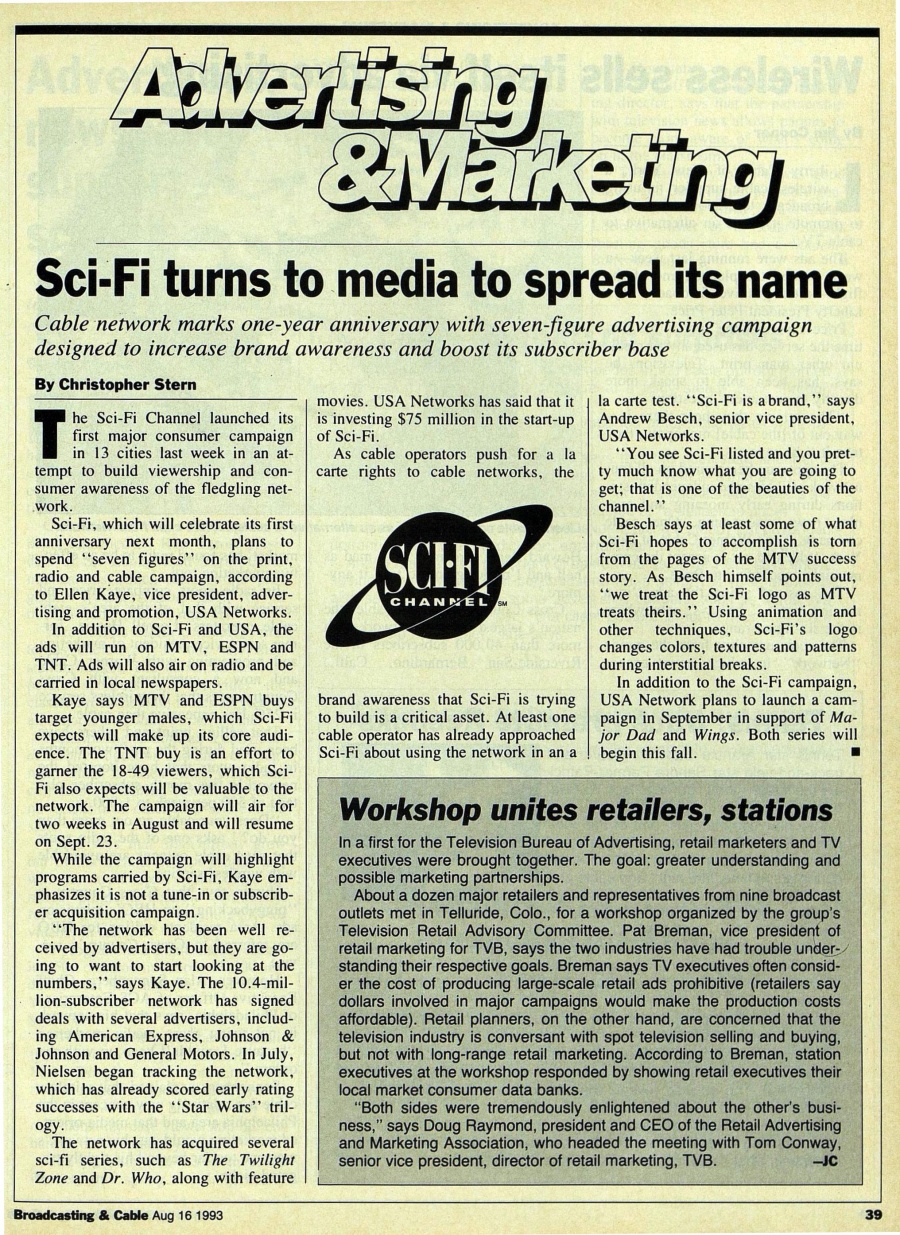 Advertising
&Marketing
Sci-Fi turns to media to spread its name
Cable network marks one-year anniversary with seven-figure advertising campaign
designed to increase brand awareness and boost its subscriber base
By Christopher Stern
The Sci-Fi Channel launched its
first major consumer campaign
in 13 cities last week in an at-
tempt to build viewership and con-
sumer awareness of the fledgling net-
work.
Sci-Fi, which will celebrate its first
anniversary next month, plans to
spend ‘‘seven figures’’ on the print,
radio and cable campaign, according
to Ellen Kaye, vice president, adver-
tising and promotion, USA Networks.
In addition to Sci-Fi and USA, the
ads will run on MTV, ESPN and
TNT. Ads will also air on radio and be
carried in local newspapers.
Kaye says MTV and ESPN buys
target younger males, which Sci-Fi
expects will make up its core audi-
ence. The TNT buy is an effort to
garner the 18-49 viewers, which Sci-
Fi also expects will be valuable to the
network. The campaign will air for
two weeks in August and will resume
on Sept. 23.
While the campaign will highlight
programs carried by Sci-Fi, Kaye em-
phasizes it is not a tune-in or subscrib-
er acquisition campaign.
‘‘The network has been well re-
ceived by advertisers, but they are go-
ing to want to start looking at the
numbers,’’ says Kaye. The 10.4-mil-
lion-subscriber network has signed
deals with several advertisers, includ-
ing American Express, Johnson &
Johnson and General Motors. In July,
Nielsen began tracking the network,
which has already scored early rating
successes with the ‘‘Star Wars’’ tril-
ogy.
The network has acquired several
sci-fi series, such as The Twilight
Zone and Dr. Who, along with feature
movies. USA Networks has said that it
is investing $75 million in the start-up
of Sci-Fi.
As cable operators push for a la
carte rights to cable networks, the
SCI·FI
CHANNEL SM
brand awareness that Sci-Fi is trying
to build is a critical asset. At least one
cable operator has already approached
Sci-Fi about using the network in an a
la carte test. ‘‘Sci-Fi is a brand,’’ says
Andrew Besch, senior vice president,
USA Networks.
‘‘You see Sci-Fi listed and you pret-
ty much know what you are going to
get; that is one of the beauties of the
channel.’’
Besch says at least some of what
Sci-Fi hopes to accomplish is torn
from the pages of the MTV success
story. As Besch himself points out,
‘‘we treat the Sci-Fi logo as MTV
treats theirs.’’ Using animation and
other techniques, Sci-Fi's logo
changes colors, textures and patterns
during interstitial breaks.
In addition to the Sci-Fi campaign,
USA Network plans to launch a cam-
paign in September in support of Ma-
jor Dad and Wings. Both series will
begin this fall. ■
Workshop unites retailers, stations
In a first for the Television Bureau of Advertising, retail marketers and TV
executives were brought together. The goal: greater understanding and
possible marketing partnerships.
About a dozen major retailers and representatives from nine broadcast
outlets met in Telluride, Colo., for a workshop organized by the group's
Television Retail Advisory Committee. Pat Breman, vice president of
retail marketing for TVB, says the two industries have had trouble under-
standing their respective goals. Breman says TV executives often consid-
er the cost of producing large-scale retail ads prohibitive (retailers say
dollars involved in major campaigns would make the production costs
affordable). Retail planners, on the other hand, are concerned that the
television industry is conversant with spot television selling and buying,
but not with long-range retail marketing. According to Breman, station
executives at the workshop responded by showing retail executives their
local market consumer data banks.
"Both sides were tremendously enlightened about the other's busi-
ness," says Doug Raymond, president and CEO of the Retail Advertising
and Marketing Association, who headed the meeting with Tom Conway,
senior vice president, director of retail marketing, TVB. –JC
Broadcasting & Cable Aug 16 1993 39